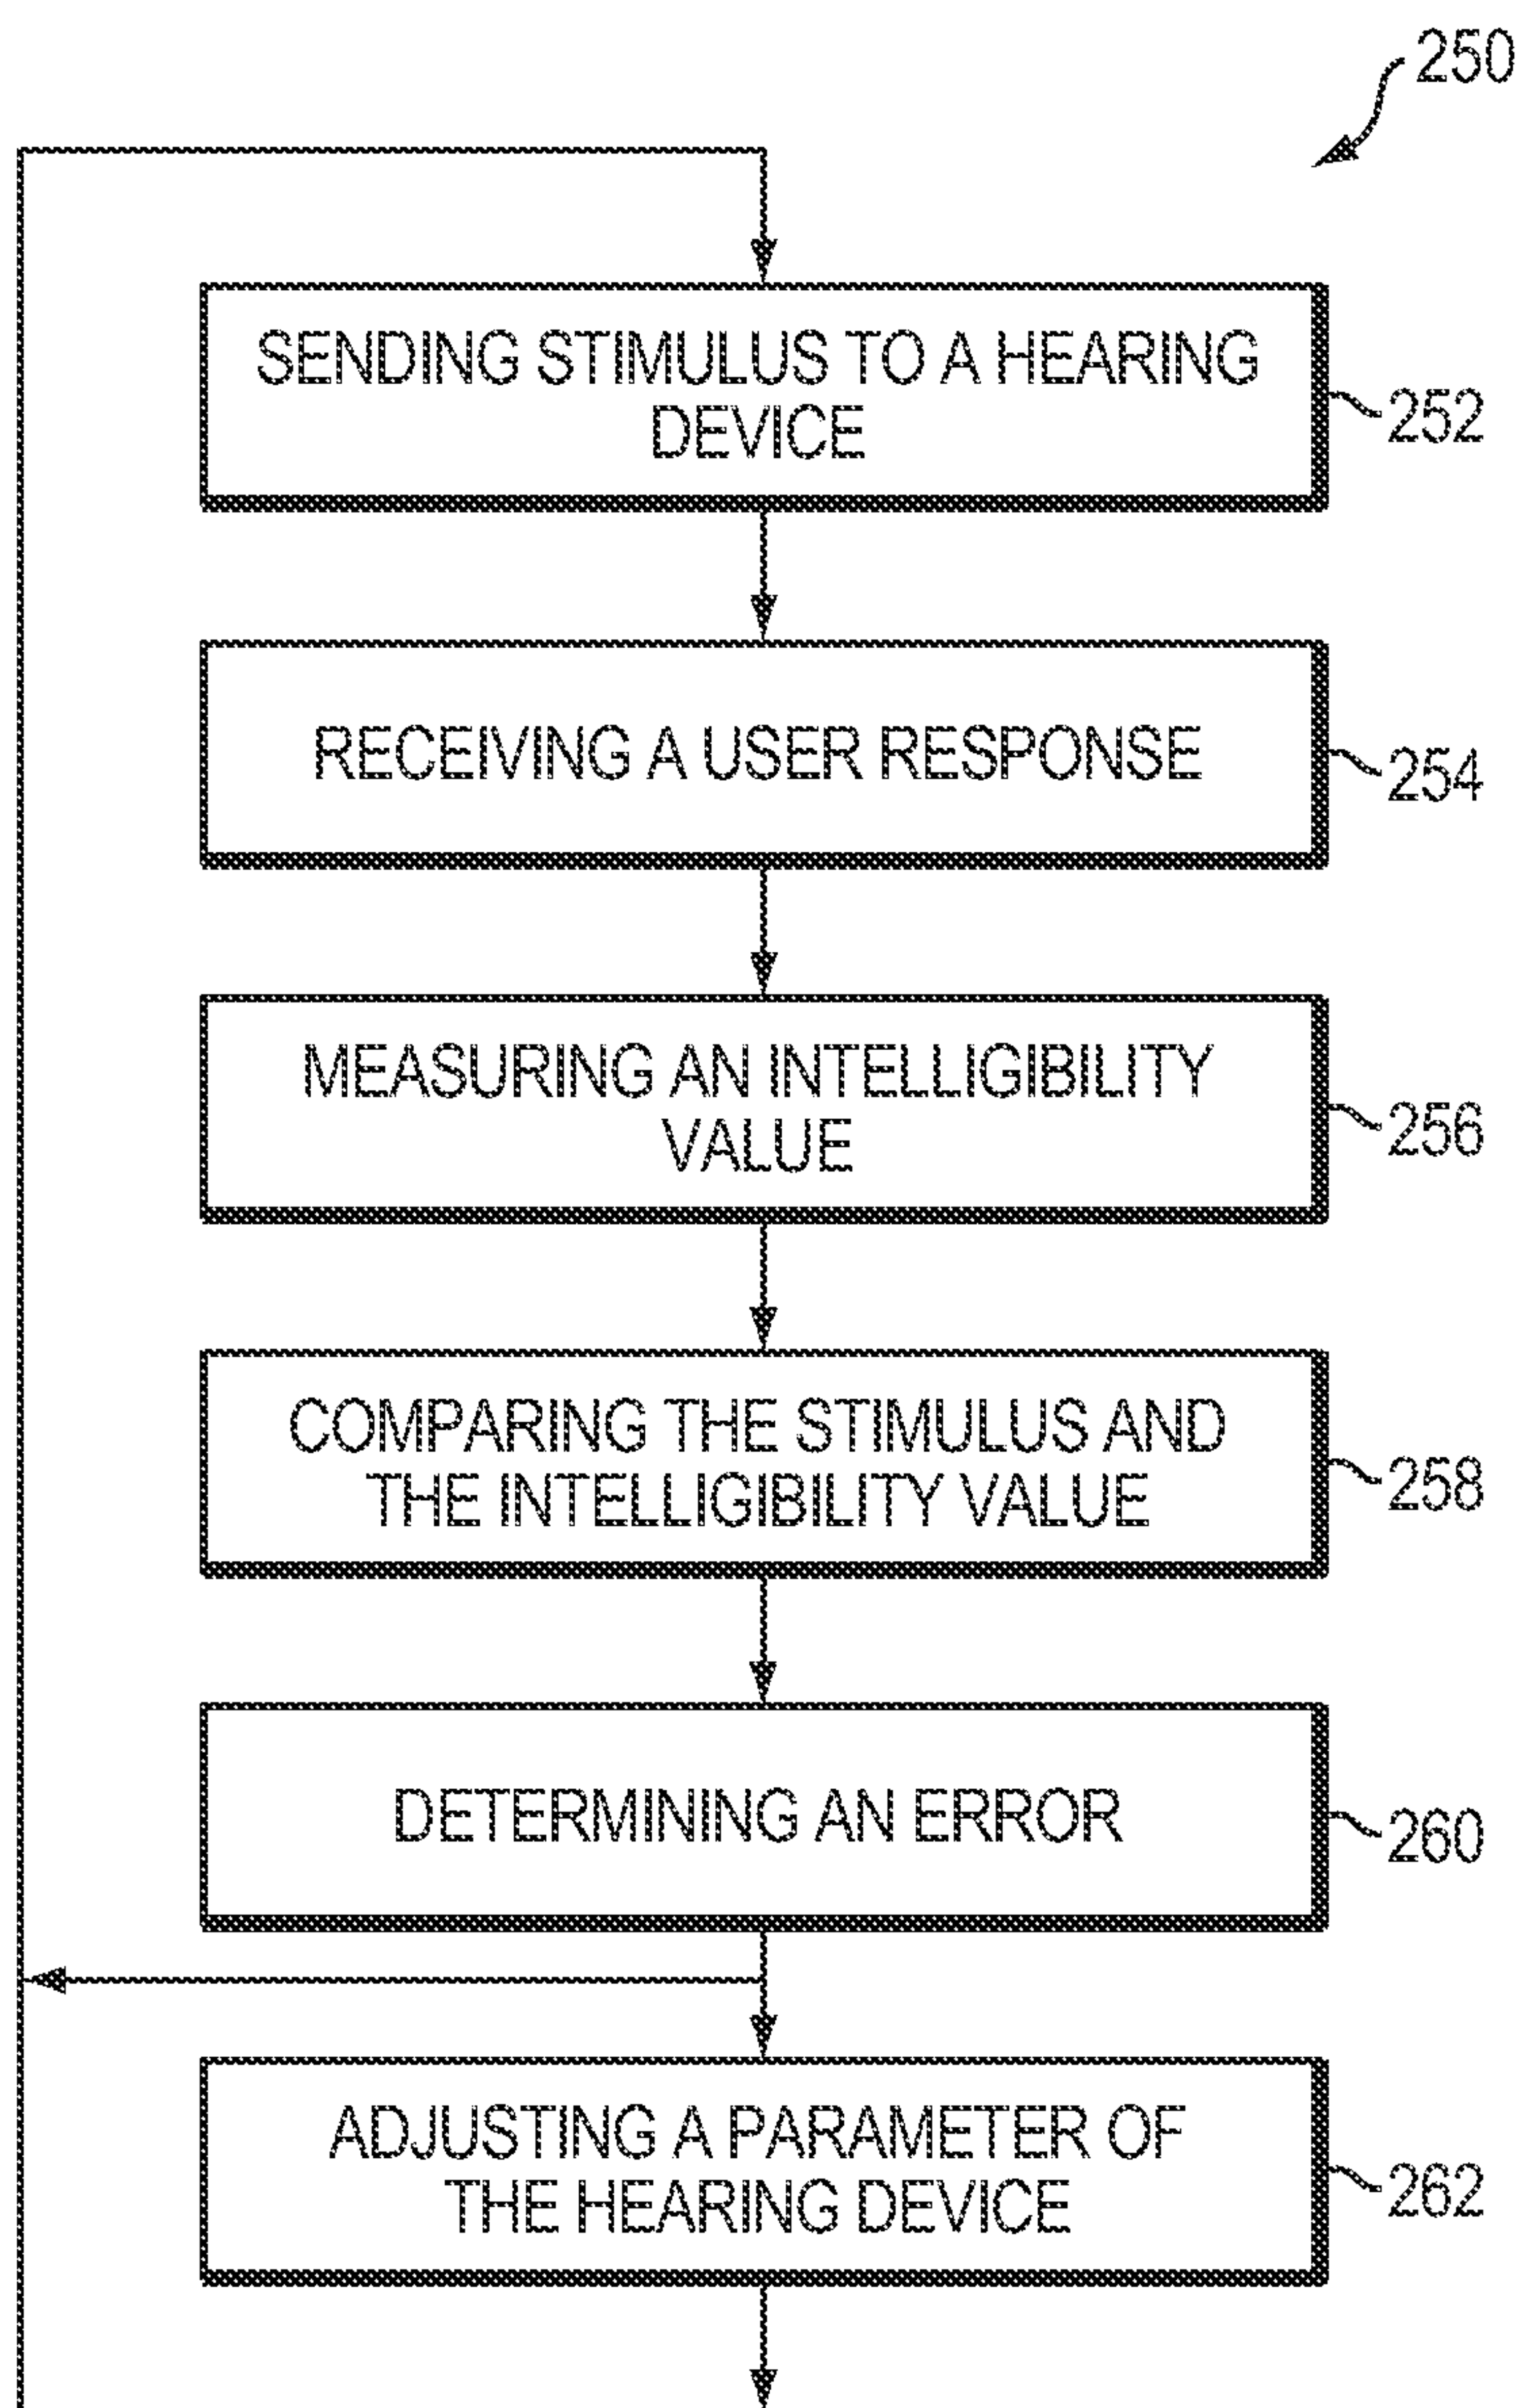 250
SENDING STIMULUS TO A HEARING
DEVICE
252
RECEIVING A USER RESPONSE
254
MEASURING AN INTELLIGIBILITY
VALUE
256
COMPARING THE STIMULUS AND
THE INTELLIGIBILITY VALUE
258
DETERMINING AN ERROR
260
ADJUSTING A PARAMETER OF
THE HEARING DEVICE
262